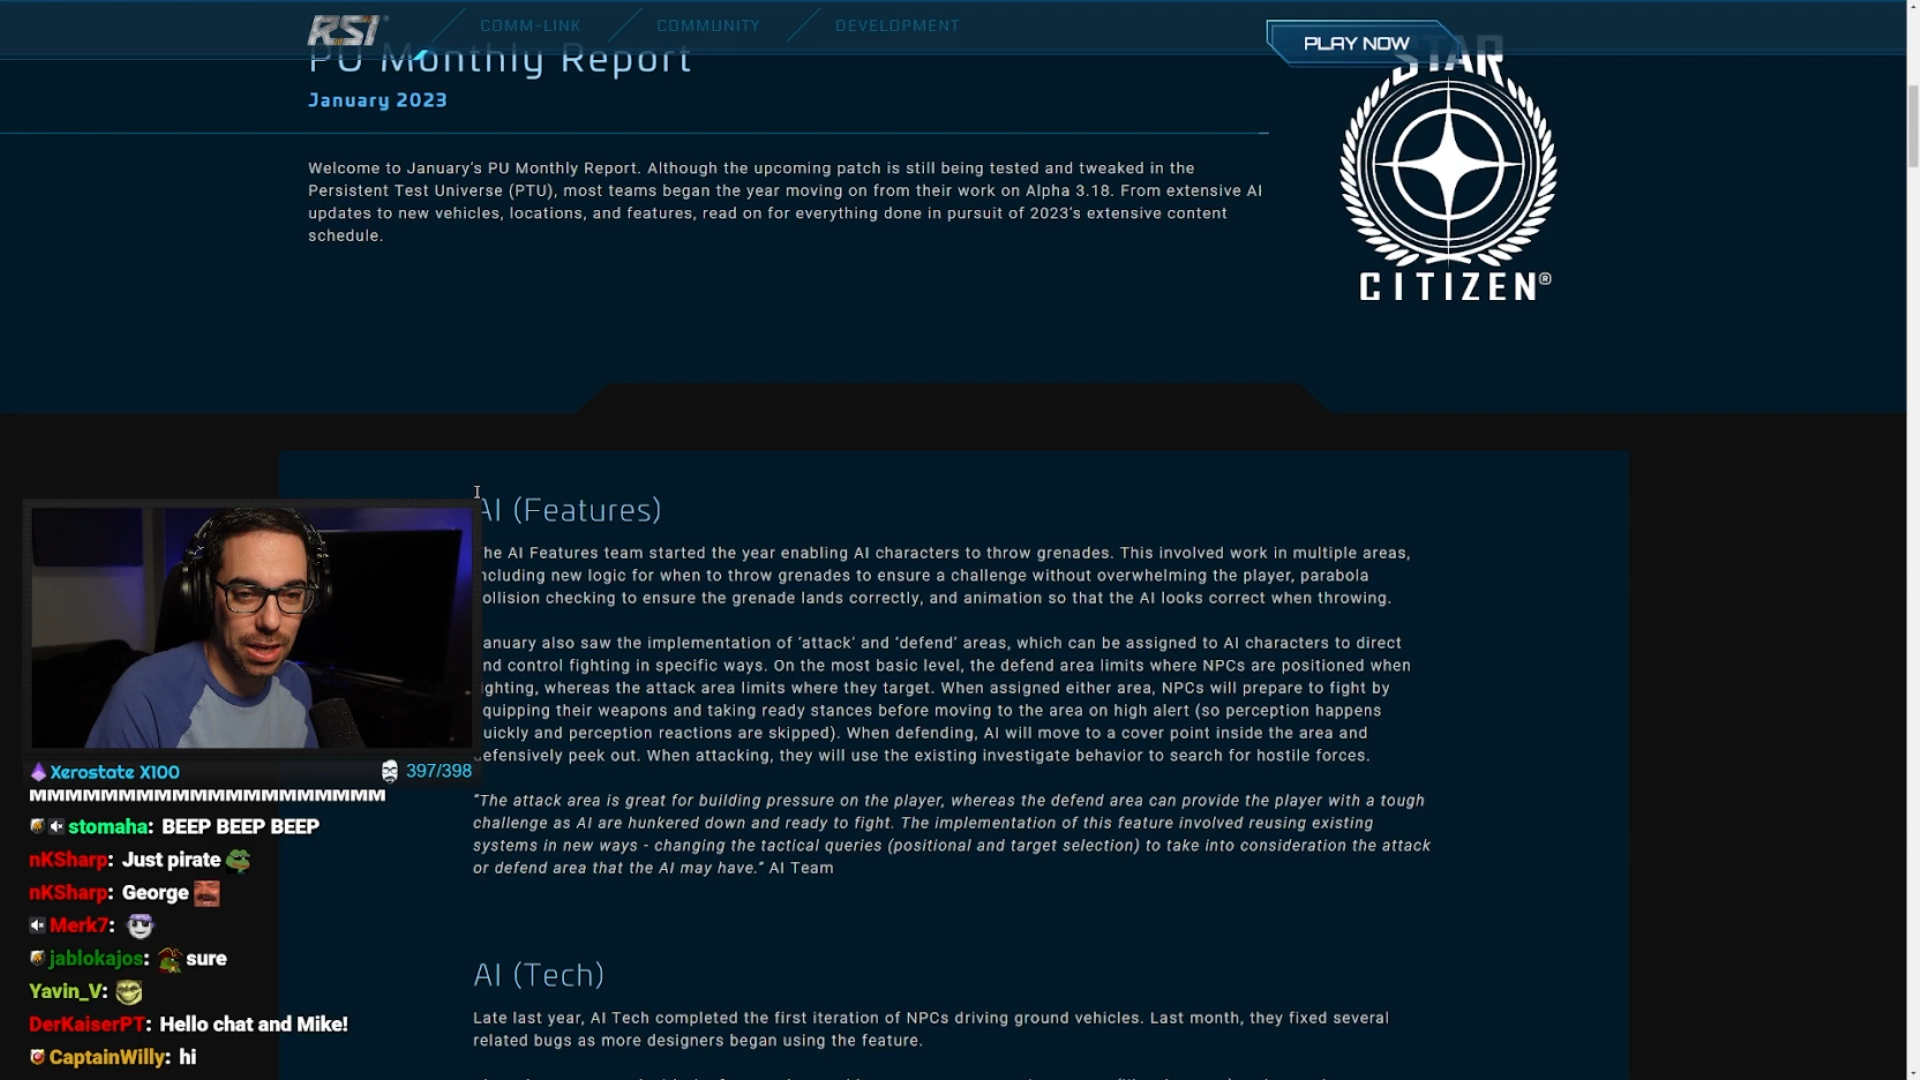 RSI
COMM-LINK
COMMUNITY
DEVELOPMENT
PLAY NOW
PU Monthly Report
January 2023
Welcome to January's PU Monthly Report. Although the upcoming patch is still being tested and tweaked in the
Persistent Test Universe (PTU), most teams began the year moving on from their work on Alpha 3.18. From extensive AI
updates to new vehicles, locations, and features, read on for everything done in pursuit of 2023's extensive content
schedule.
STAR
CITIZEN®
AI (Features)
he AI Features team started the year enabling AI characters to throw grenades. This involved work in multiple areas,
ncluding new logic for when to throw grenades to ensure a challenge without overwhelming the player, parabola
ollision checking to ensure the grenade lands correctly, and animation so that the AI looks correct when throwing.
anuary also saw the implementation of 'attack' and 'defend' areas, which can be assigned to AI characters to direct
nd control fighting in specific ways. On the most basic level, the defend area limits where NPCs are positioned when
ighting, whereas the attack area limits where they target. When assigned either area, NPCs will prepare to fight by
quipping their weapons and taking ready stances before moving to the area on high alert (so perception happens
uickly and perception reactions are skipped). When defending, AI will move to a cover point inside the area and
efensively peek out. When attacking, they will use the existing investigate behavior to search for hostile forces.
"The attack area is great for building pressure on the player, whereas the defend area can provide the player with a tough
challenge as AI are hunkered down and ready to fight. The implementation of this feature involved reusing existing
systems in new ways - changing the tactical queries (positional and target selection) to take into consideration the attack
or defend area that the AI may have." AI Team
AI (Tech)
Late last year, AI Tech completed the first iteration of NPCs driving ground vehicles. Last month, they fixed several
related bugs as more designers began using the feature.
Xerostate X100
397/398
MMMMMMMMMMMMMMMMMMMM
stomaha: BEEP BEEP BEEP
nKSharp: Just pirate
nKSharp: George
Merk7:
jablokajos: sure
Yavin_V:
DerKaiserPT: Hello chat and Mike!
CaptainWilly: hi